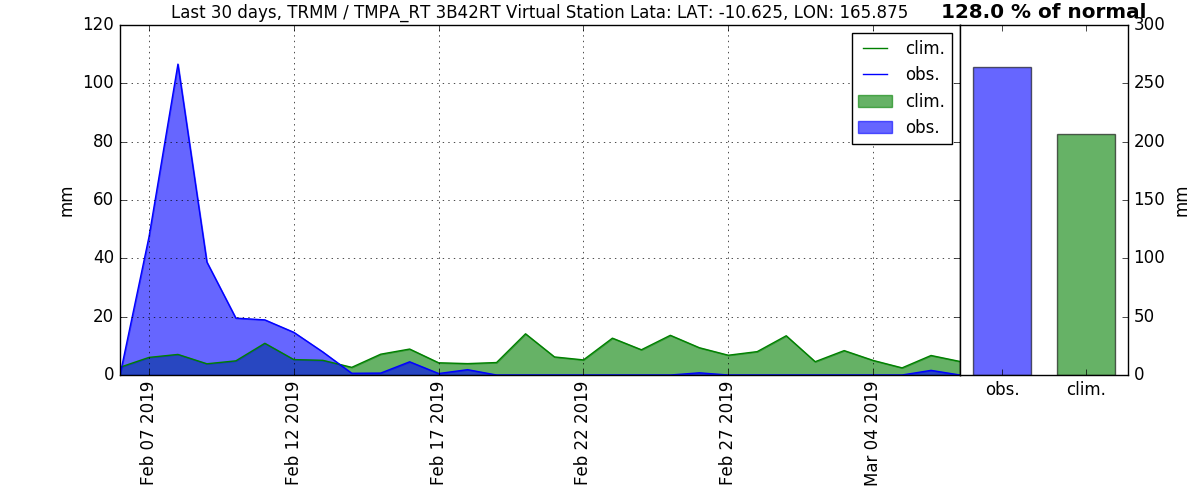 Last 30 days, TRMM / TMPA_RT 3B42RT Virtual Station Lata: LAT: -10.625, LON: 165.875
128.0 % of normal
120
100
80
60
40
20
0
mm
clim.
obs.
clim.
obs.
300
250
200
150
100
50
0
mm
Feb 07 2019
Feb 12 2019
Feb 17 2019
Feb 22 2019
Feb 27 2019
Mar 04 2019
obs.
clim.